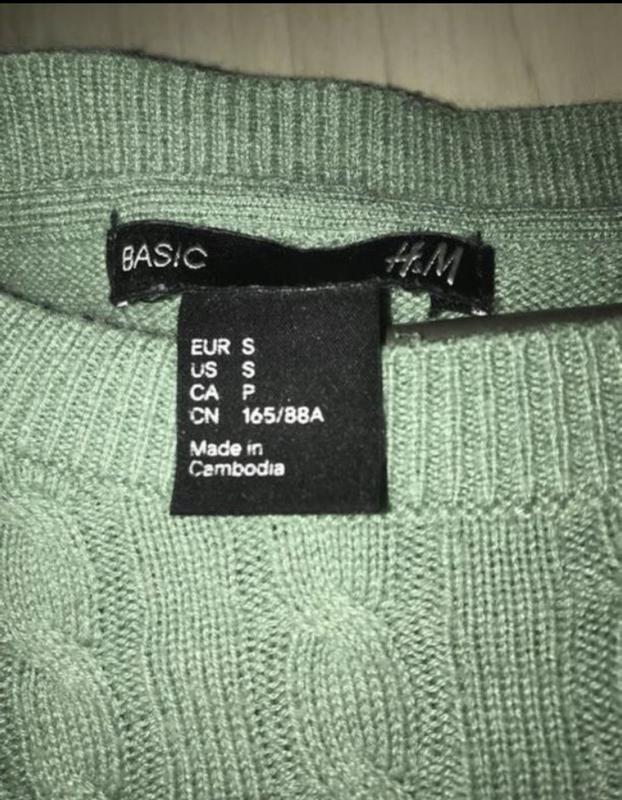 BASIC H&M
EUR S
US S
CA P
CN 165/88A
Made in
Cambodia